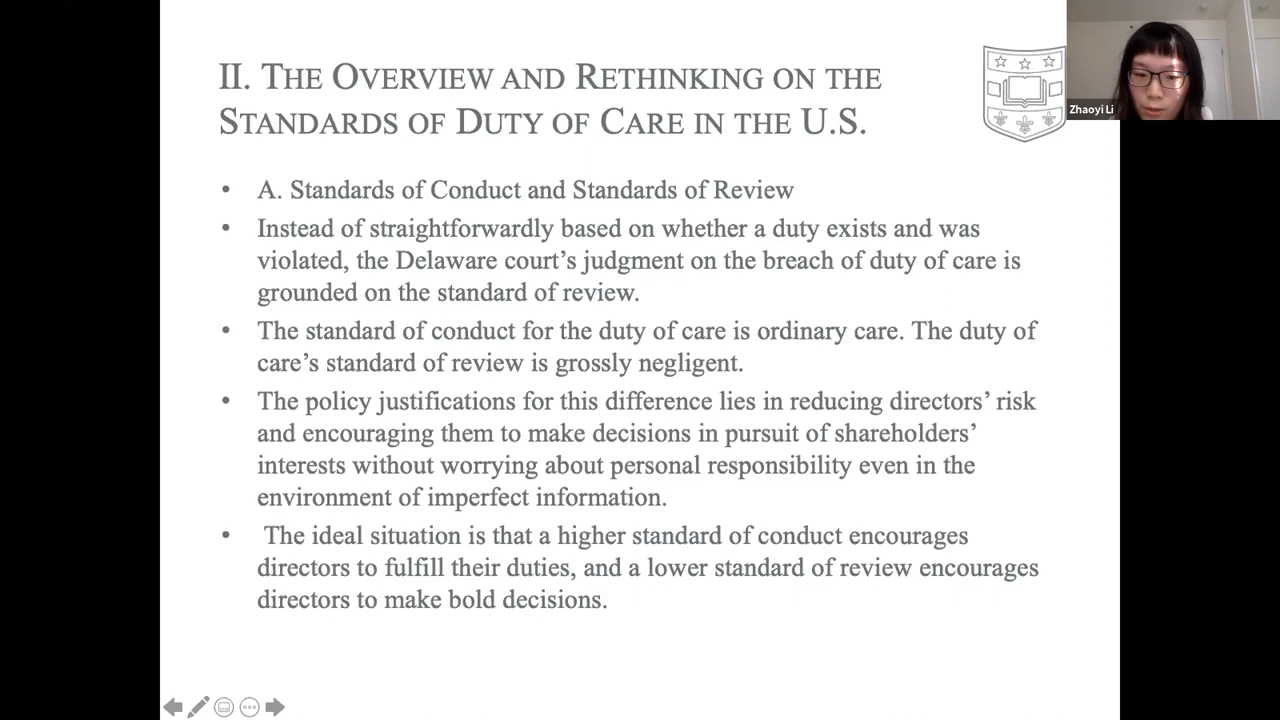 II. THE OVERVIEW AND RETHINKING ON THE
STANDARDS OF DUTY OF CARE IN THE U.S.
Zhaoyi Li
• A. Standards of Conduct and Standards of Review
• Instead of straightforwardly based on whether a duty exists and was
violated, the Delaware court’s judgment on the breach of duty of care is
grounded on the standard of review.
• The standard of conduct for the duty of care is ordinary care. The duty of
care’s standard of review is grossly negligent.
• The policy justifications for this difference lies in reducing directors’ risk
and encouraging them to make decisions in pursuit of shareholders’
interests without worrying about personal responsibility even in the
environment of imperfect information.
• The ideal situation is that a higher standard of conduct encourages
directors to fulfill their duties, and a lower standard of review encourages
directors to make bold decisions.